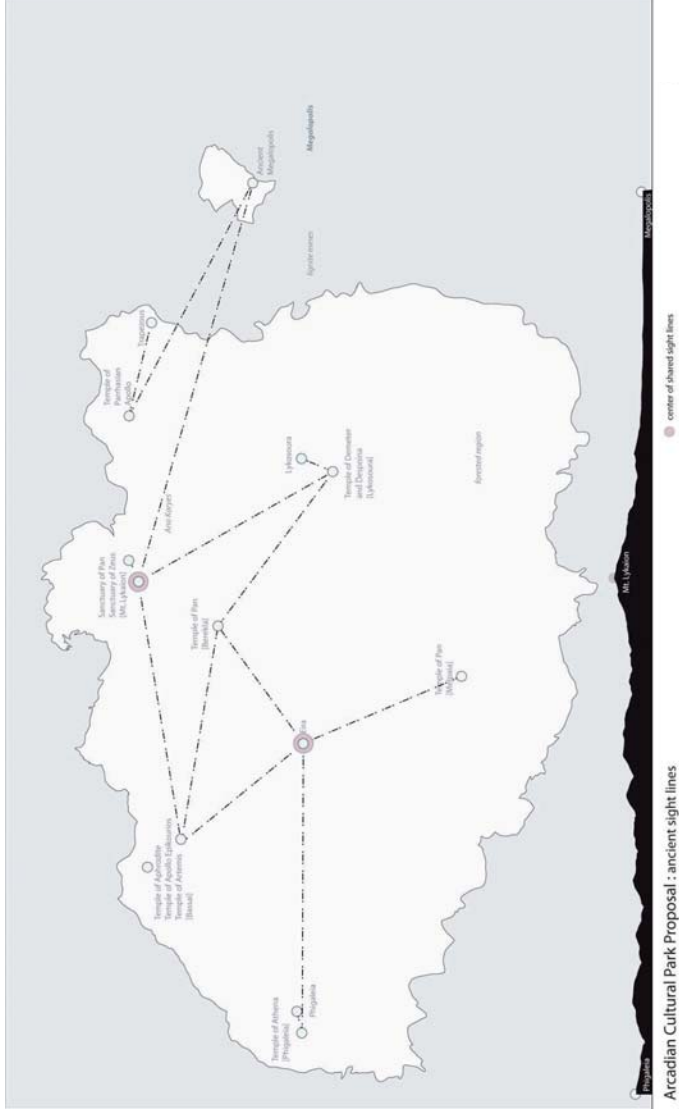 Temple of Athena
[Phigaleia]
Phigaleia
Temple of Aphrodite
Temple of Apollo Epikourios
Temple of Artemis
[Bassai]
Eira
Temple of Pan
[Berekla]
Temple of Pan
Sanctuary of Pan
Sanctuary of Zeus
[Mt. Lykaion]
Ano Karyes
Lykosoura
Temple of Demeter
and Despoina
[Lykosoura]
forested region
Temple of
Parrhasian
Apollo
Trapezous
lignite mines
Ancient
Megalopolis
Megalopolis
Phigaleia
Mt. Lykaion
Megalopolis
Arcadian Cultural Park Proposal : ancient sight lines
center of shared sight lines